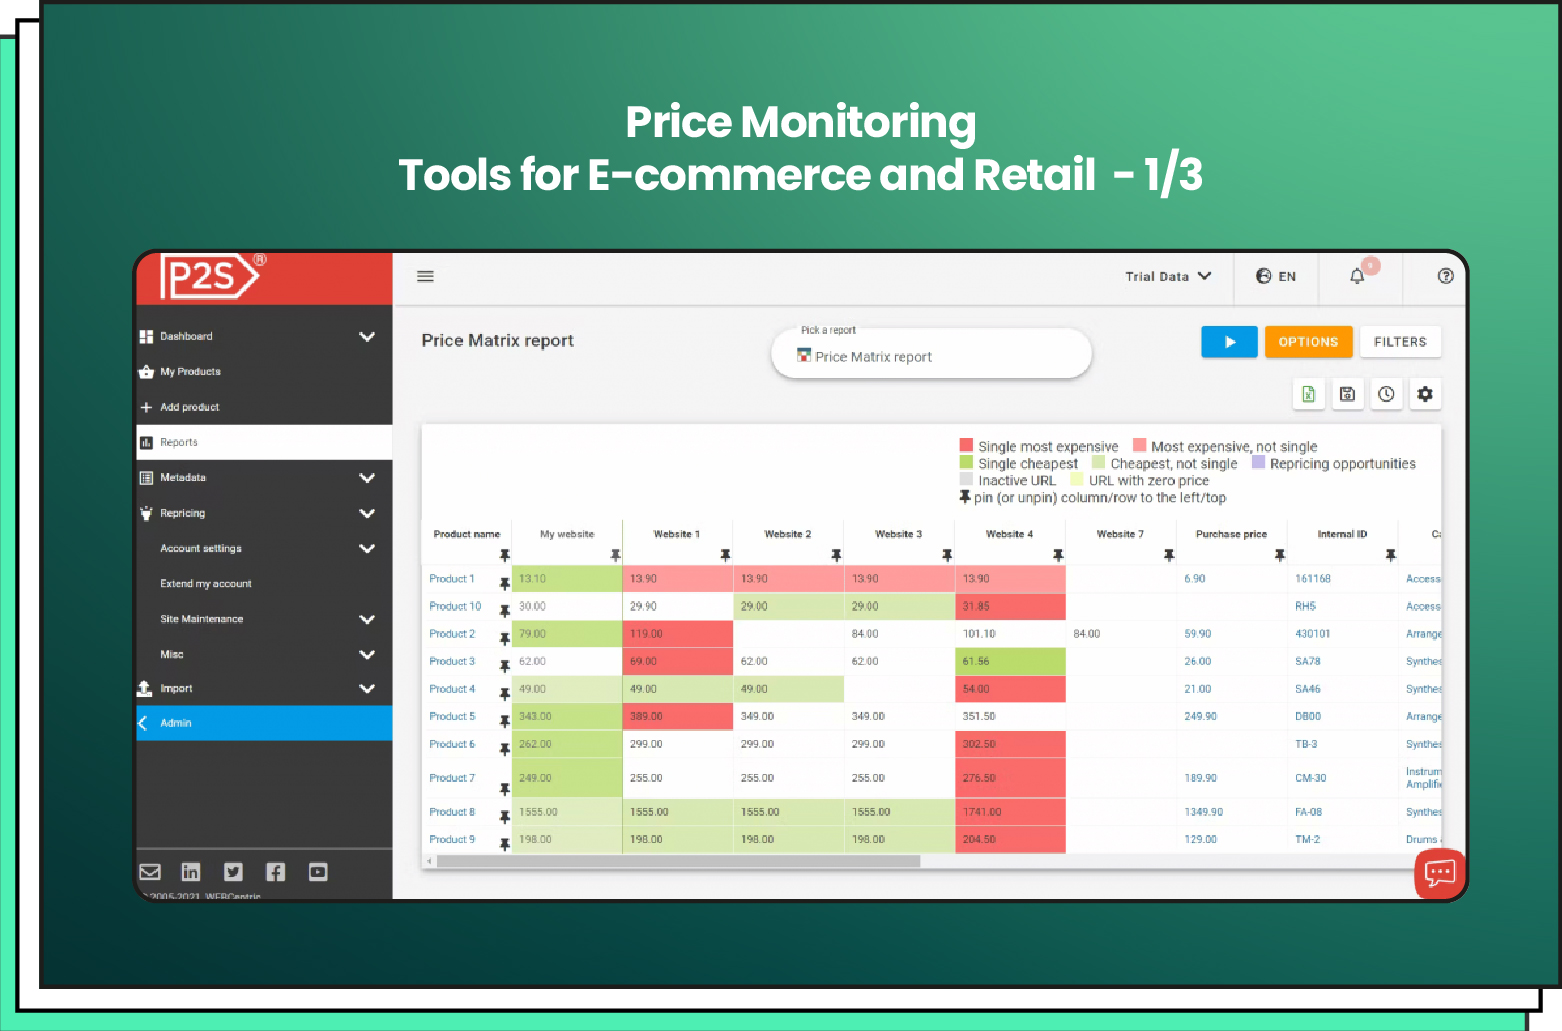 Price Monitoring
Tools for E-commerce and Retail - 1/3
P2S®
Trial Data
EN
9
Dashboard
My Products
Add product
Reports
Metadata
Repricing
Account settings
Extend my account
Site Maintenance
Misc
Import
Admin
© 2005-2021, WEBCentric
Price Matrix report
Pick a report
Price Matrix report
OPTIONS
FILTERS
Single most expensive Most expensive, not single
Single cheapest Cheapest, not single Repricing opportunities
Inactive URL URL with zero price
pin (or unpin) column/row to the left/top
Product name My website Website 1 Website 2 Website 3 Website 4 Website 7 Purchase price Internal ID
Product 1 13.10 13.90 13.90 13.90 13.90 6.90 161168 Access
Product 10 30.00 29.90 29.00 29.00 31.85 RH5 Access
Product 2 79.00 119.00 84.00 101.10 84.00 59.90 430101 Arrange
Product 3 62.00 69.00 62.00 62.00 61.56 26.00 SA78 Synthes
Product 4 49.00 49.00 49.00 54.00 21.00 SA46 Synthes
Product 5 343.00 389.00 349.00 349.00 351.50 249.90 DB00 Arrange
Product 6 262.00 299.00 299.00 299.00 302.50 TB-3 Synthes
Product 7 249.00 255.00 255.00 255.00 276.50 189.90 CM-30 Instrum
Amplifi
Product 8 1555.00 1555.00 1555.00 1555.00 1741.00 1349.90 FA-08 Synthes
Product 9 198.00 198.00 198.00 198.00 204.50 129.00 TM-2 Drums